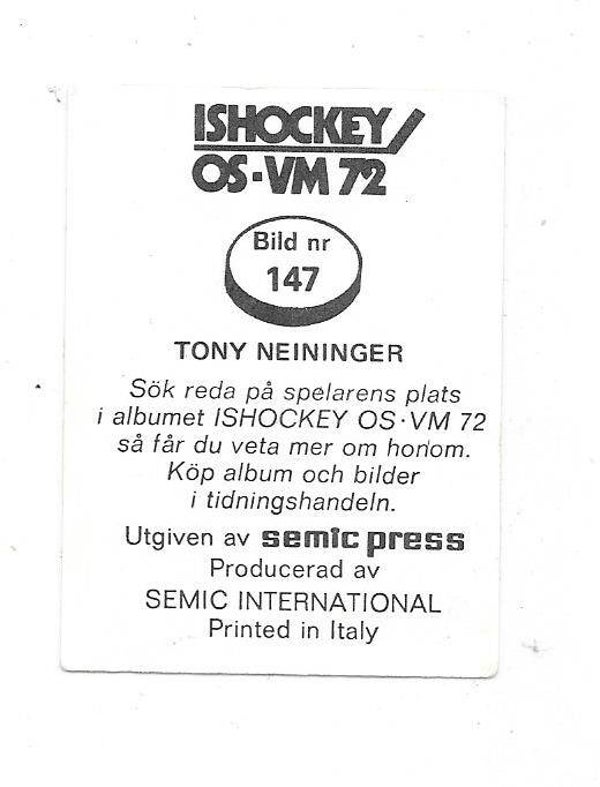 ISHOCKEY
OS·VM 72
Bild nr
147
TONY NEININGER
Sök reda på spelarens plats
i albumet ISHOCKEY OS·VM 72
så får du veta mer om honom.
Köp album och bilder
i tidningshandeln.
Utgiven av semic press
Producerad av
SEMIC INTERNATIONAL
Printed in Italy